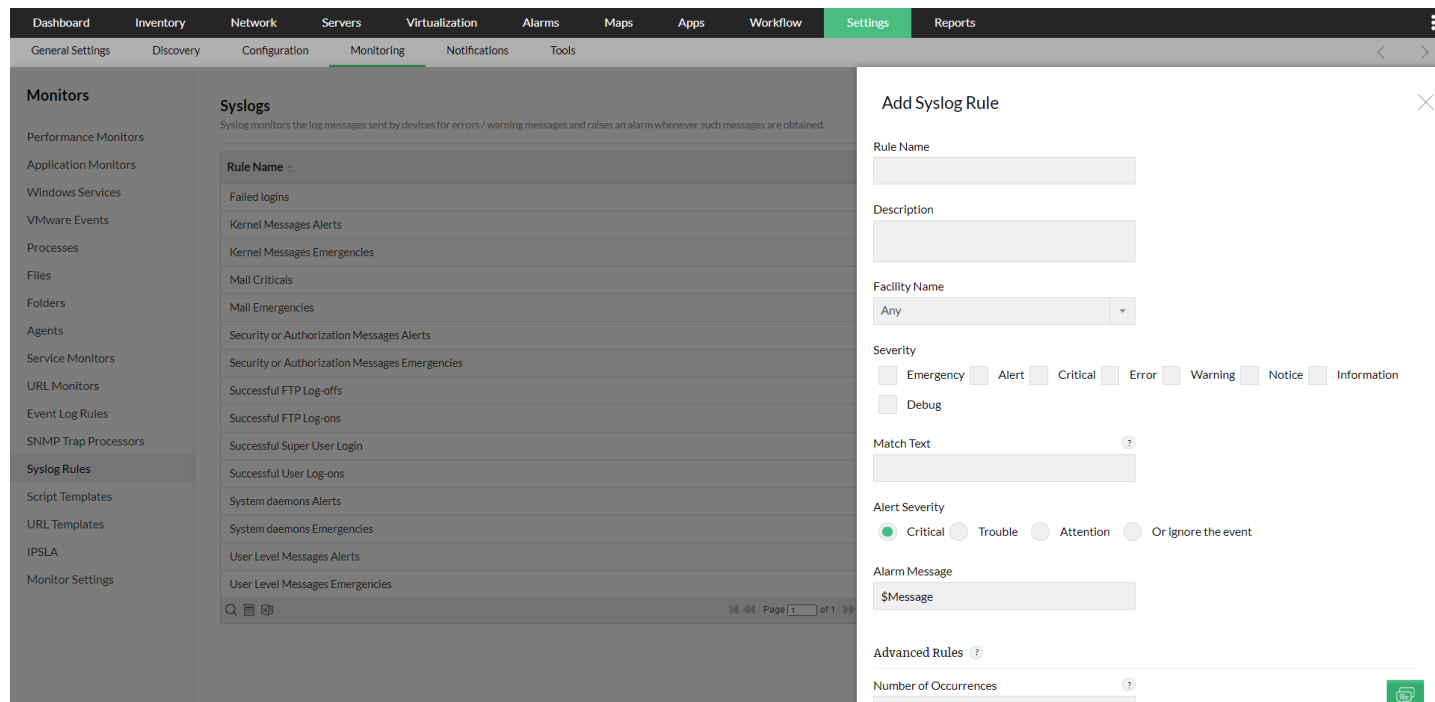 Dashboard Inventory Network Servers Virtualization Alarms Maps Apps Workflow Settings Reports
General Settings Discovery Configuration Monitoring Notifications Tools
Monitors
Performance Monitors
Application Monitors
Windows Services
VMware Events
Processes
Files
Folders
Agents
Service Monitors
URL Monitors
Event Log Rules
SNMP Trap Processors
Syslog Rules
Script Templates
URL Templates
IPSLA
Monitor Settings
Syslogs
Syslog monitors the log messages sent by devices for errors / warning messages and raises an alarm whenever such messages are obtained.
Rule Name
Failed logins
Kernel Messages Alerts
Kernel Messages Emergencies
Mail Criticals
Mail Emergencies
Security or Authorization Messages Alerts
Security or Authorization Messages Emergencies
Successful FTP Log-offs
Successful FTP Log-ons
Successful Super User Login
Successful User Log-ons
System daemons Alerts
System daemons Emergencies
User Level Messages Alerts
User Level Messages Emergencies
Page 1 of 1
Add Syslog Rule
Rule Name
Description
Facility Name
Any
Severity
Emergency Alert Critical Error Warning Notice Information
Debug
Match Text ?
Alert Severity
Critical Trouble Attention Or ignore the event
Alarm Message
$Message
Advanced Rules ?
Number of Occurrences ?